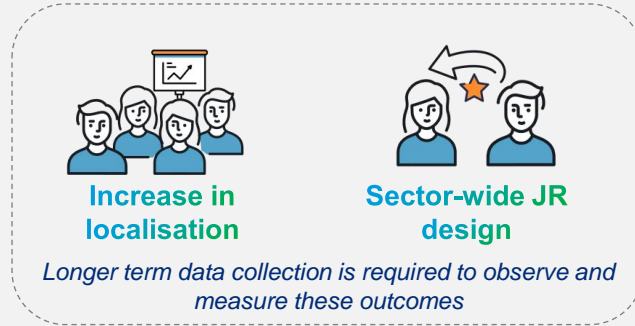 Increase in
localisation
Sector-wide JR
design
Longer term data collection is required to observe and
measure these outcomes